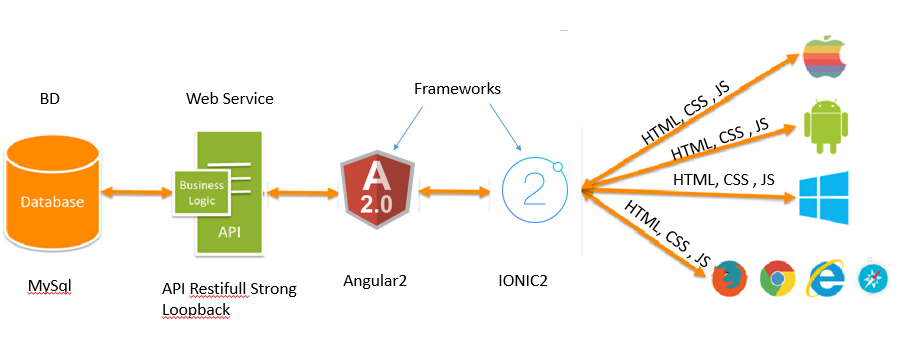 Frameworks
BD
Web Service
HTML, CSS , JS
HTML, CSS , JS
HTML, CSS , JS
HTML, CSS , JS
Database
Business
Logic
API
A
2.0
2
MySql
API Restifull Strong
Loopback
Angular2
IONIC2